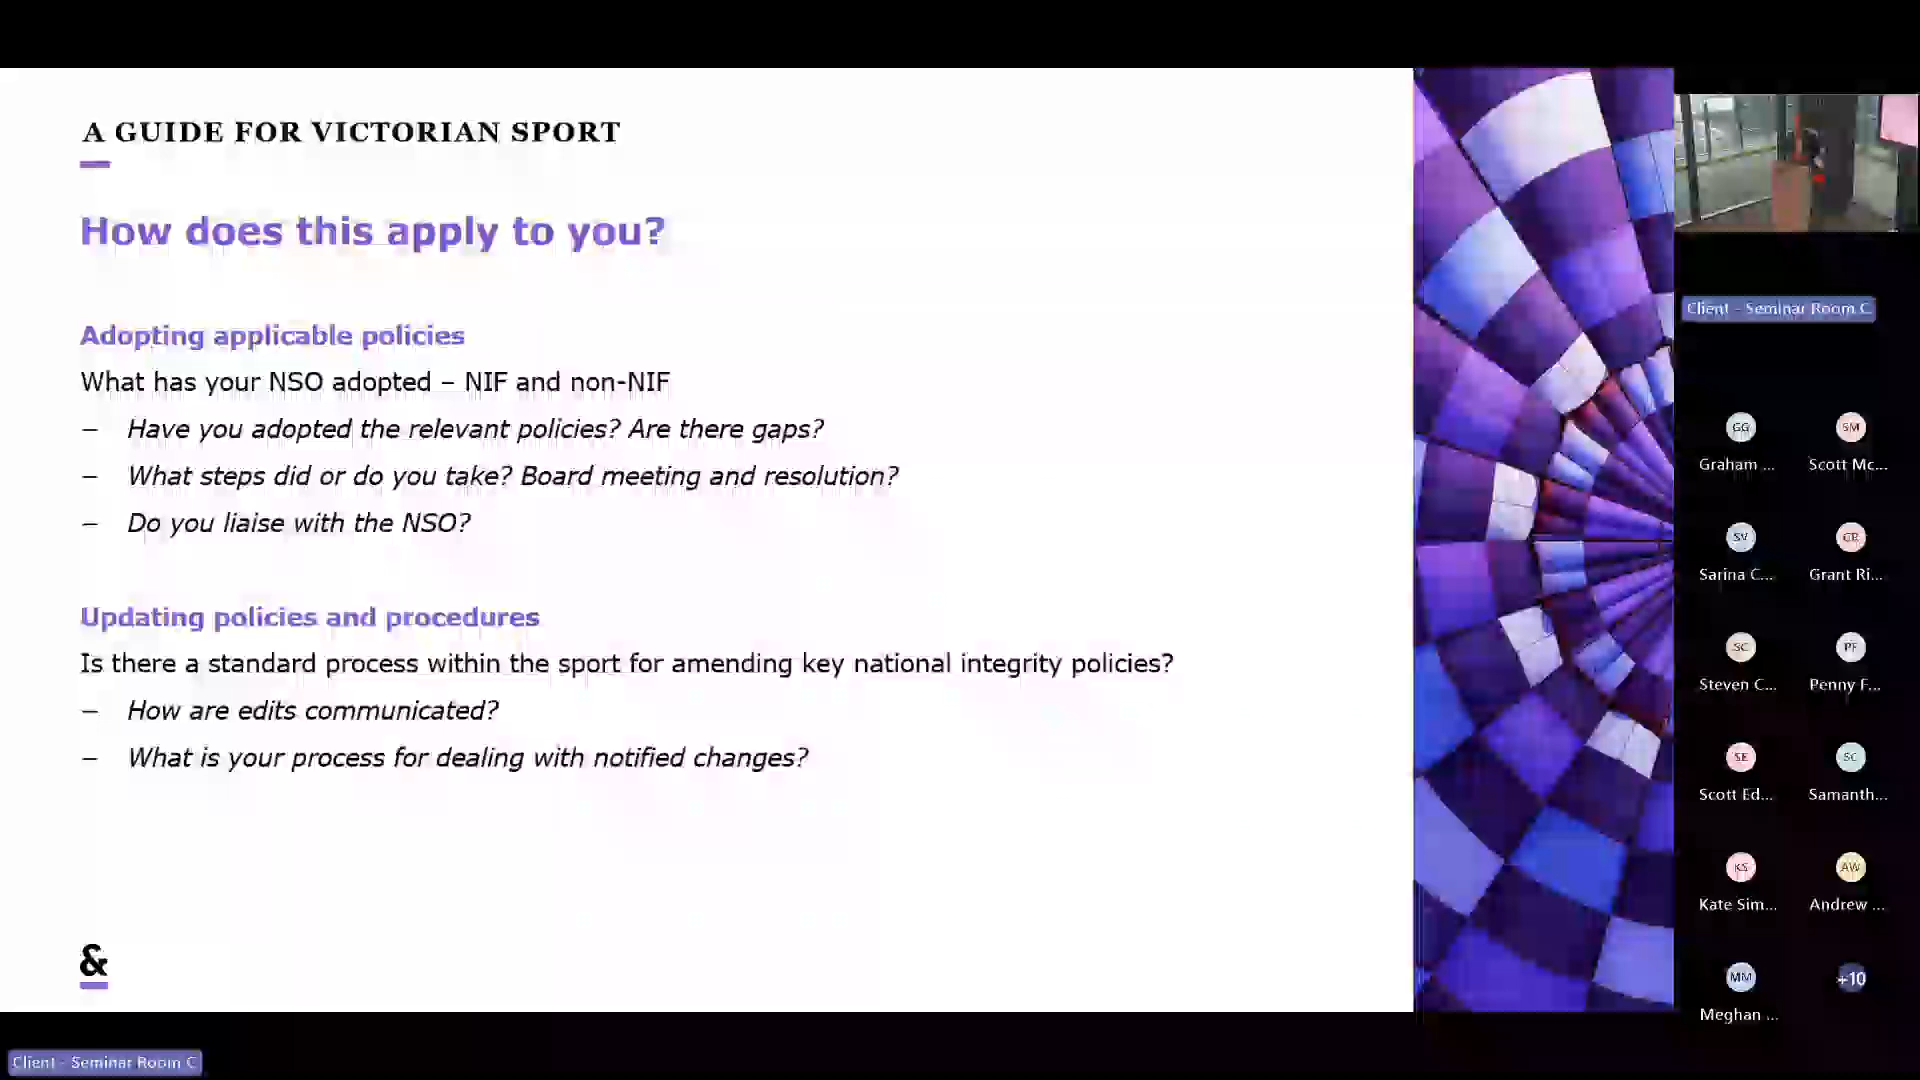 A GUIDE FOR VICTORIAN SPORT
How does this apply to you?
Adopting applicable policies
What has your NSO adopted – NIF and non-NIF
– Have you adopted the relevant policies? Are there gaps?
– What steps did or do you take? Board meeting and resolution?
– Do you liaise with the NSO?
Updating policies and procedures
Is there a standard process within the sport for amending key national integrity policies?
– How are edits communicated?
– What is your process for dealing with notified changes?
&
Client - Seminar Room C
GG
SM
Graham ...
Scott Mc...
SV
GR
Sarina C...
Grant Ri...
SC
PF
Steven C...
Penny F...
SE
SC
Scott Ed...
Samanth...
KS
AW
Kate Sim...
Andrew ...
MM
+10
Meghan ...
Client - Seminar Room C